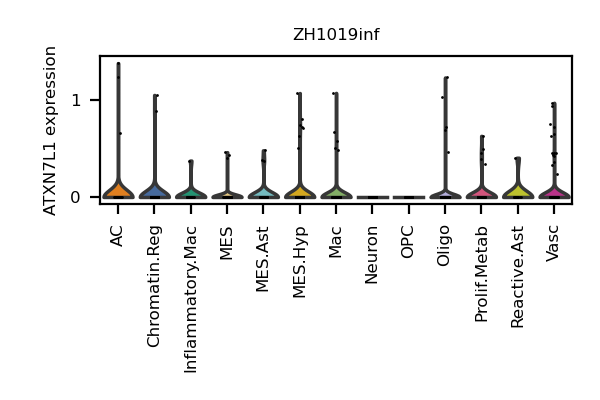 ZH1019inf
ATXN7L1 expression
1
0
AC
Chromatin.Reg
Inflammatory.Mac
MES
MES.Ast
MES.Hyp
Mac
Neuron
OPC
Oligo
Prolif.Metab
Reactive.Ast
Vasc